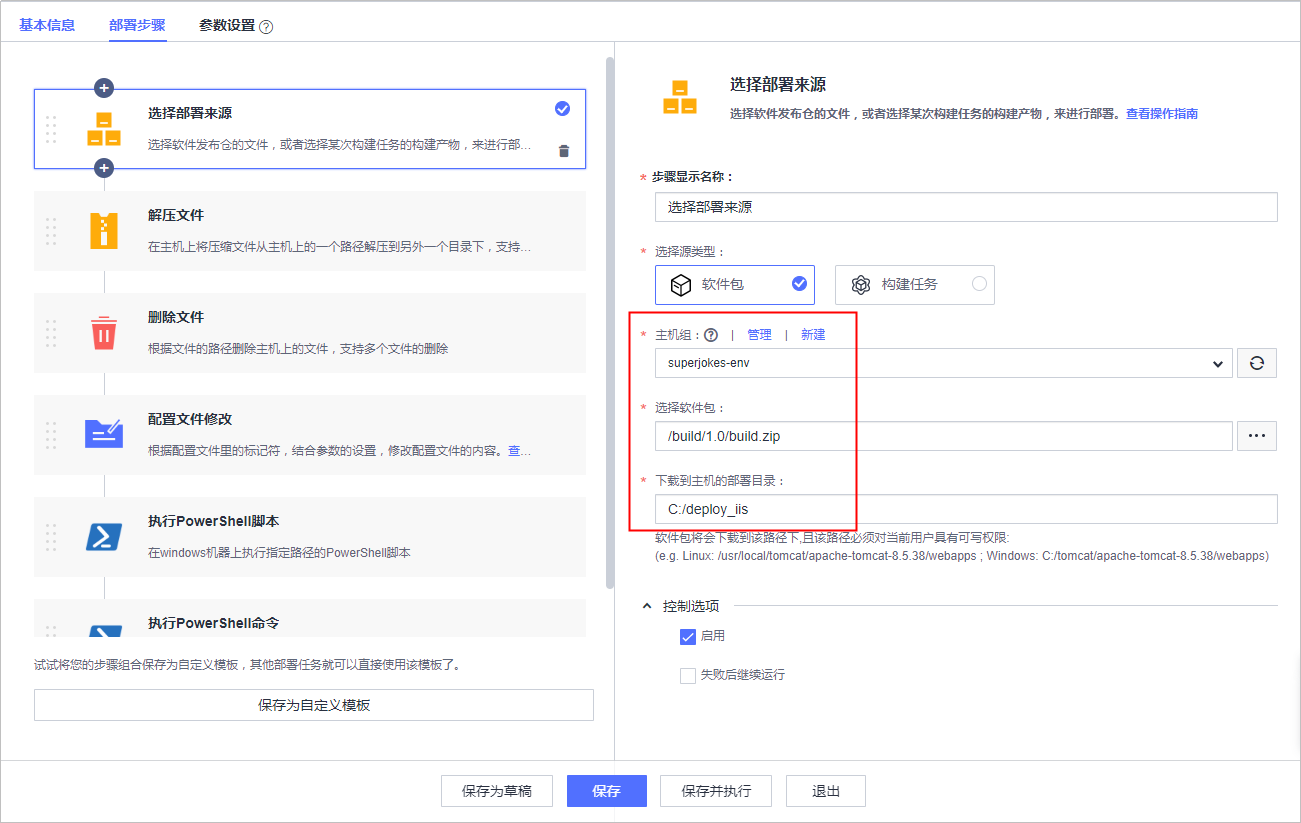 基本信息 部署步骤 参数设置 ?
选择部署来源
选择软件发布仓的文件，或者选择某次构建任务的构建产物，来进行部...
解压文件
在主机上将压缩文件从主机上的一个路径解压到另外一个目录下，支持...
删除文件
根据文件的路径删除主机上的文件，支持多个文件的删除
配置文件修改
根据配置文件里的标记符，结合参数的设置，修改配置文件的内容。查...
执行PowerShell脚本
在windows机器上执行指定路径的PowerShell脚本
执行PowerShell命令
试试将您的步骤组合保存为自定义模板，其他部署任务就可以直接使用该模板了。
保存为自定义模板
选择部署来源
选择软件发布仓的文件，或者选择某次构建任务的构建产物，来进行部署。查看操作指南
* 步骤显示名称：
选择部署来源
* 选择源类型：
软件包 构建任务
* 主机组：? | 管理 | 新建
superjokes-env
* 选择软件包：
/build/1.0/build.zip ...
* 下载到主机的部署目录：
C:/deploy_iis
软件包将会下载到该路径下,且该路径必须对当前用户具有可写权限:
(e.g. Linux: /usr/local/tomcat/apache-tomcat-8.5.38/webapps ; Windows: C:/tomcat/apache-tomcat-8.5.38/webapps)
控制选项
启用
失败后继续运行
保存为草稿 保存 保存并执行 退出